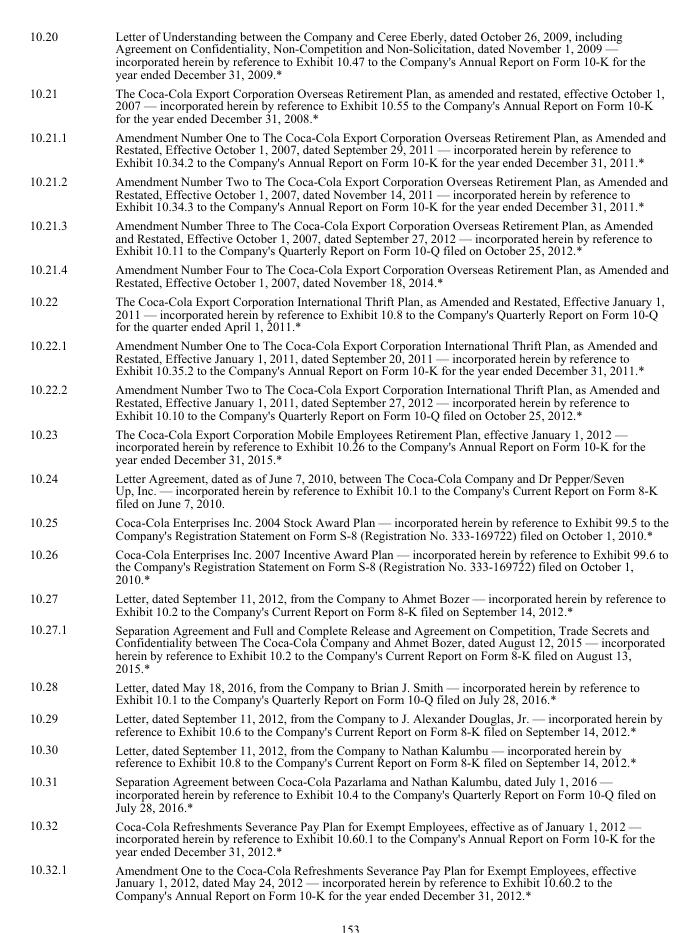 10.20 Letter of Understanding between the Company and Ceree Eberly, dated October 26, 2009, including
Agreement on Confidentiality, Non-Competition and Non-Solicitation, dated November 1, 2009 —
incorporated herein by reference to Exhibit 10.47 to the Company's Annual Report on Form 10-K for the
year ended December 31, 2009.*
10.21 The Coca-Cola Export Corporation Overseas Retirement Plan, as amended and restated, effective October 1,
2007 — incorporated herein by reference to Exhibit 10.55 to the Company's Annual Report on Form 10-K
for the year ended December 31, 2008.*
10.21.1 Amendment Number One to The Coca-Cola Export Corporation Overseas Retirement Plan, as Amended and
Restated, Effective October 1, 2007, dated September 29, 2011 — incorporated herein by reference to
Exhibit 10.34.2 to the Company's Annual Report on Form 10-K for the year ended December 31, 2011.*
10.21.2 Amendment Number Two to The Coca-Cola Export Corporation Overseas Retirement Plan, as Amended and
Restated, Effective October 1, 2007, dated November 14, 2011 — incorporated herein by reference to
Exhibit 10.34.3 to the Company's Annual Report on Form 10-K for the year ended December 31, 2011.*
10.21.3 Amendment Number Three to The Coca-Cola Export Corporation Overseas Retirement Plan, as Amended
and Restated, Effective October 1, 2007, dated September 27, 2012 — incorporated herein by reference to
Exhibit 10.11 to the Company's Quarterly Report on Form 10-Q filed on October 25, 2012.*
10.21.4 Amendment Number Four to The Coca-Cola Export Corporation Overseas Retirement Plan, as Amended and
Restated, Effective October 1, 2007, dated November 18, 2014.*
10.22 The Coca-Cola Export Corporation International Thrift Plan, as Amended and Restated, Effective January 1,
2011 — incorporated herein by reference to Exhibit 10.8 to the Company's Quarterly Report on Form 10-Q
for the quarter ended April 1, 2011.*
10.22.1 Amendment Number One to The Coca-Cola Export Corporation International Thrift Plan, as Amended and
Restated, Effective January 1, 2011, dated September 20, 2011 — incorporated herein by reference to
Exhibit 10.35.2 to the Company's Annual Report on Form 10-K for the year ended December 31, 2011.*
10.22.2 Amendment Number Two to The Coca-Cola Export Corporation International Thrift Plan, as Amended and
Restated, Effective January 1, 2011, dated September 27, 2012 — incorporated herein by reference to
Exhibit 10.10 to the Company's Quarterly Report on Form 10-Q filed on October 25, 2012.*
10.23 The Coca-Cola Export Corporation Mobile Employees Retirement Plan, effective January 1, 2012 —
incorporated herein by reference to Exhibit 10.26 to the Company's Annual Report on Form 10-K for the
year ended December 31, 2015.*
10.24 Letter Agreement, dated as of June 7, 2010, between The Coca-Cola Company and Dr Pepper/Seven
Up, Inc. — incorporated herein by reference to Exhibit 10.1 to the Company's Current Report on Form 8-K
filed on June 7, 2010.
10.25 Coca-Cola Enterprises Inc. 2004 Stock Award Plan — incorporated herein by reference to Exhibit 99.5 to the
Company's Registration Statement on Form S-8 (Registration No. 333-169722) filed on October 1, 2010.*
10.26 Coca-Cola Enterprises Inc. 2007 Incentive Award Plan — incorporated herein by reference to Exhibit 99.6 to
the Company's Registration Statement on Form S-8 (Registration No. 333-169722) filed on October 1,
2010.*
10.27 Letter, dated September 11, 2012, from the Company to Ahmet Bozer — incorporated herein by reference to
Exhibit 10.2 to the Company's Current Report on Form 8-K filed on September 14, 2012.*
10.27.1 Separation Agreement and Full and Complete Release and Agreement on Competition, Trade Secrets and
Confidentiality between The Coca-Cola Company and Ahmet Bozer, dated August 12, 2015 — incorporated
herein by reference to Exhibit 10.2 to the Company's Current Report on Form 8-K filed on August 13,
2015.*
10.28 Letter, dated May 18, 2016, from the Company to Brian J. Smith — incorporated herein by reference to
Exhibit 10.1 to the Company's Quarterly Report on Form 10-Q filed on July 28, 2016.*
10.29 Letter, dated September 11, 2012, from the Company to J. Alexander Douglas, Jr. — incorporated herein by
reference to Exhibit 10.6 to the Company's Current Report on Form 8-K filed on September 14, 2012.*
10.30 Letter, dated September 11, 2012, from the Company to Nathan Kalumbu — incorporated herein by
reference to Exhibit 10.8 to the Company's Current Report on Form 8-K filed on September 14, 2012.*
10.31 Separation Agreement between Coca-Cola Pazarlama and Nathan Kalumbu, dated July 1, 2016 —
incorporated herein by reference to Exhibit 10.4 to the Company's Quarterly Report on Form 10-Q filed on
July 28, 2016.*
10.32 Coca-Cola Refreshments Severance Pay Plan for Exempt Employees, effective as of January 1, 2012 —
incorporated herein by reference to Exhibit 10.60.1 to the Company's Annual Report on Form 10-K for the
year ended December 31, 2012.*
10.32.1 Amendment One to the Coca-Cola Refreshments Severance Pay Plan for Exempt Employees, effective
January 1, 2012, dated May 24, 2012 — incorporated herein by reference to Exhibit 10.60.2 to the
Company's Annual Report on Form 10-K for the year ended December 31, 2012.*
153